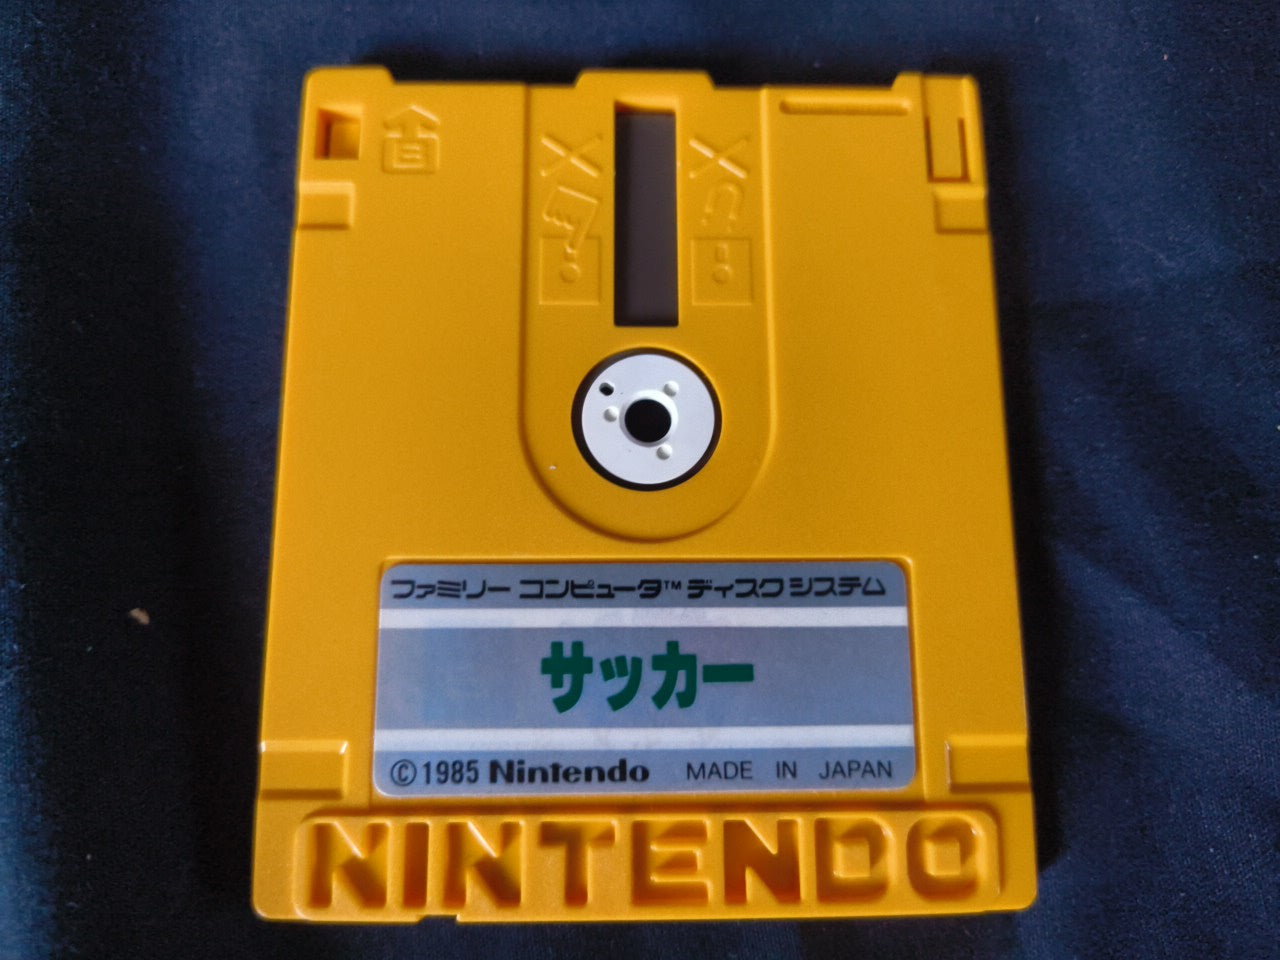 B
ファミリー コンピュータ™ ディスク システム
サッカー
©1985 Nintendo MADE IN JAPAN
NINTENDO